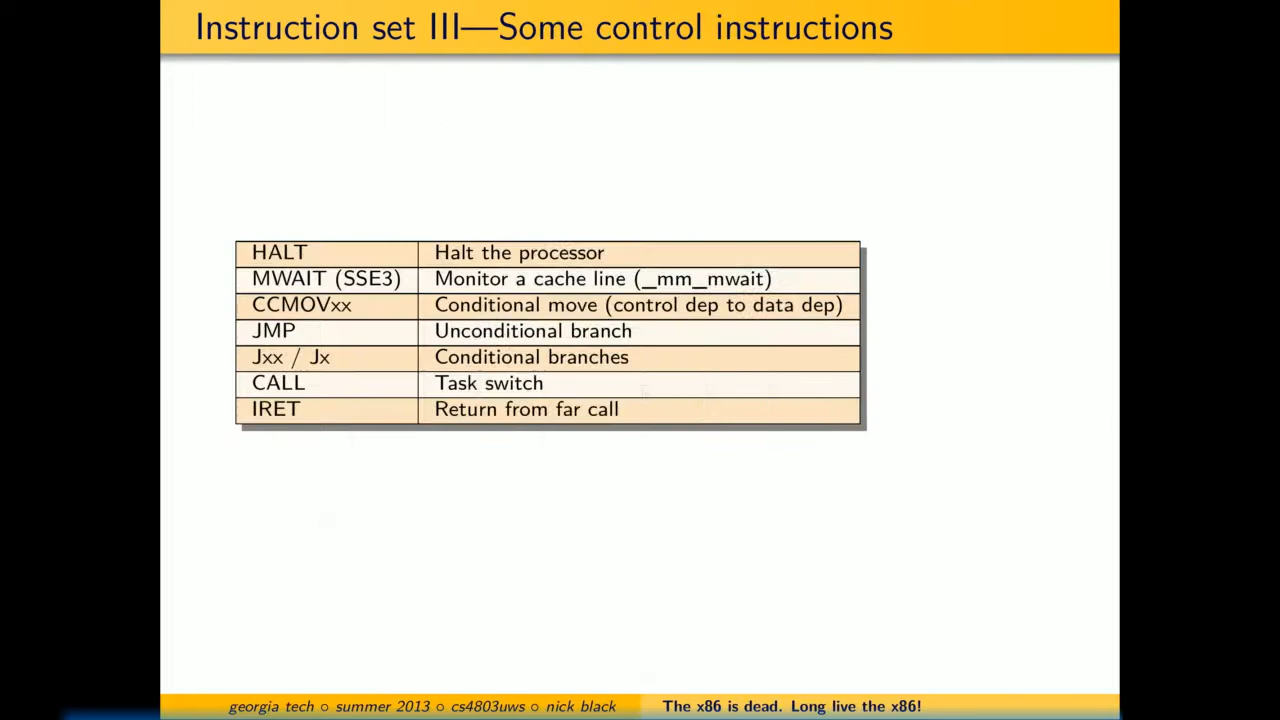 Instruction set III—Some control instructions
HALT Halt the processor
MWAIT (SSE3) Monitor a cache line (_mm_mwait)
CCMOVxx Conditional move (control dep to data dep)
JMP Unconditional branch
Jxx / Jx Conditional branches
CALL Task switch
IRET Return from far call
georgia tech ○ summer 2013 ○ cs4803uws ○ nick black The x86 is dead. Long live the x86!